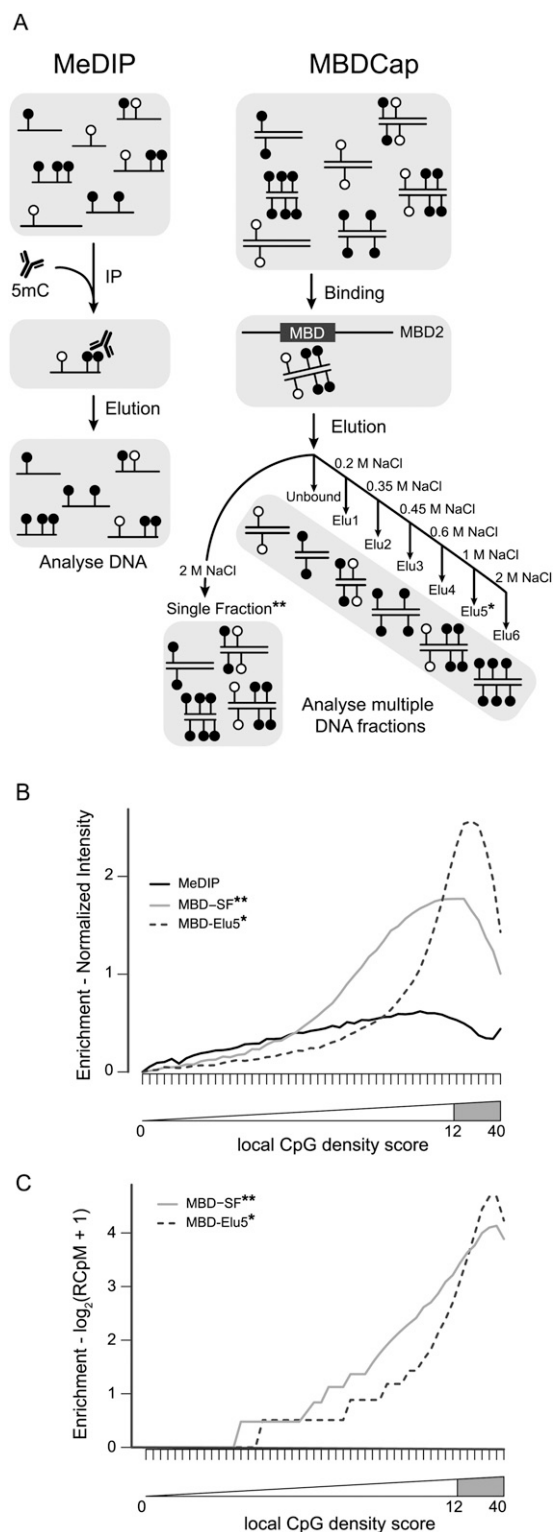 A
MeDIP
MBDCap
5mC
IP
Binding
MBD
MBD2
Elution
Elution
Analyse DNA
0.2 M NaCl
0.35 M NaCl
0.45 M NaCl
0.6 M NaCl
1 M NaCl
2 M NaCl
Unbound
Elu1
Elu2
Elu3
Elu4
Elu5*
Elu6
2 M NaCl
Single Fraction**
Analyse multiple
DNA fractions
B
Enrichment - Normalized Intensity
2
1
0
MeDIP
MBD-SF**
MBD-Elu5*
0
12
40
local CpG density score
C
Enrichment - log2(RCpM + 1)
4
3
2
1
0
MBD-SF**
MBD-Elu5*
0
12
40
local CpG density score